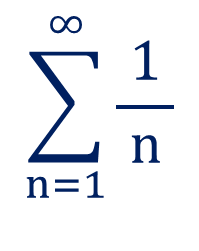 ∞
∑ 1/n
n=1